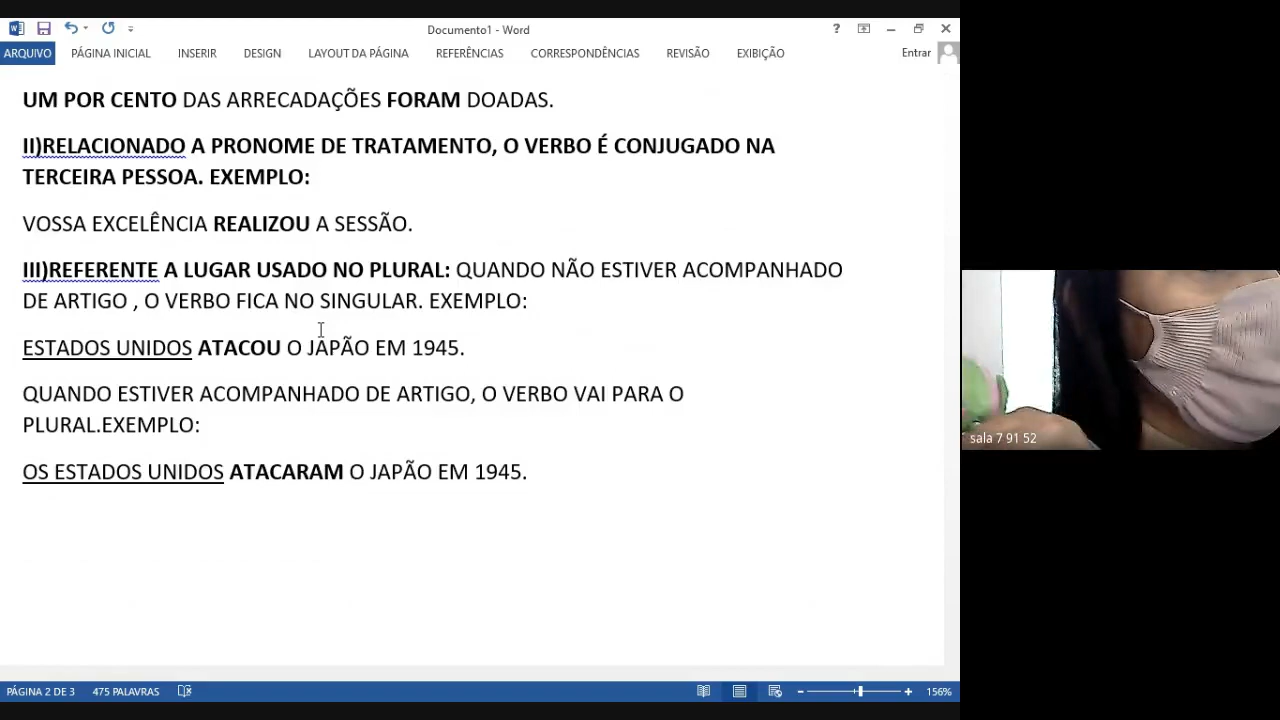 Documento1 - Word
?
ARQUIVO PÁGINA INICIAL INSERIR DESIGN LAYOUT DA PÁGINA REFERÊNCIAS CORRESPONDÊNCIAS REVISÃO EXIBIÇÃO Entrar
UM POR CENTO DAS ARRECADAÇÕES FORAM DOADAS.
II)RELACIONADO A PRONOME DE TRATAMENTO, O VERBO É CONJUGADO NA
TERCEIRA PESSOA. EXEMPLO:
VOSSA EXCELÊNCIA REALIZOU A SESSÃO.
III)REFERENTE A LUGAR USADO NO PLURAL: QUANDO NÃO ESTIVER ACOMPANHADO
DE ARTIGO , O VERBO FICA NO SINGULAR. EXEMPLO:
ESTADOS UNIDOS ATACOU O JAPÃO EM 1945.
QUANDO ESTIVER ACOMPANHADO DE ARTIGO, O VERBO VAI PARA O
PLURAL.EXEMPLO:
OS ESTADOS UNIDOS ATACARAM O JAPÃO EM 1945.
sala 7 91 52
PÁGINA 2 DE 3 475 PALAVRAS 156%